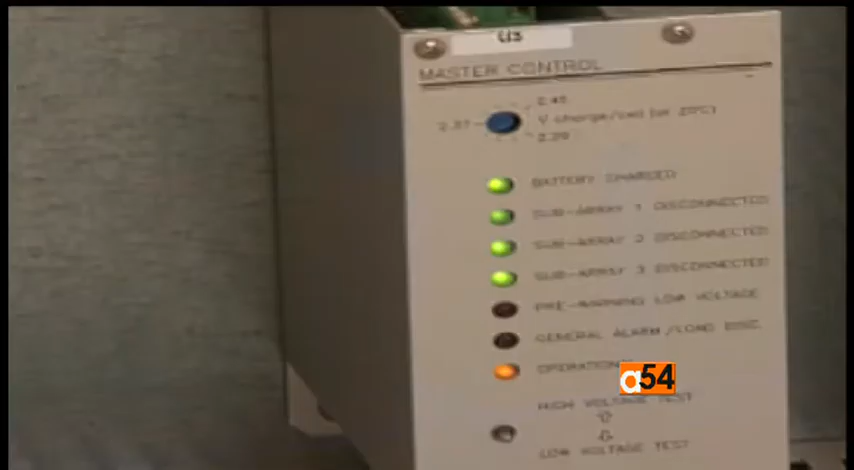 U3
MASTER CONTROL
2.45
2.37
V charge/cell (at 20°C)
BATTERY CHARGED
SUB-ARRAY 1 DISCONNECTED
SUB-ARRAY 2 DISCONNECTED
SUB-ARRAY 3 DISCONNECTED
PRE-WARNING LOW VOLTAGE
GENERAL ALARM/LOAD DISC.
OPERATION
a54
HIGH VOLTAGE TEST
LOW VOLTAGE TEST